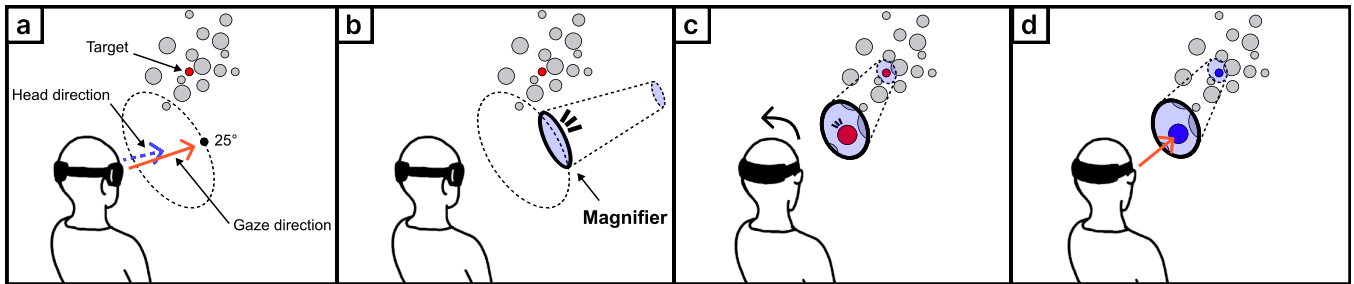 a
Target
Head direction
25°
Gaze direction
b
Magnifier
c
d